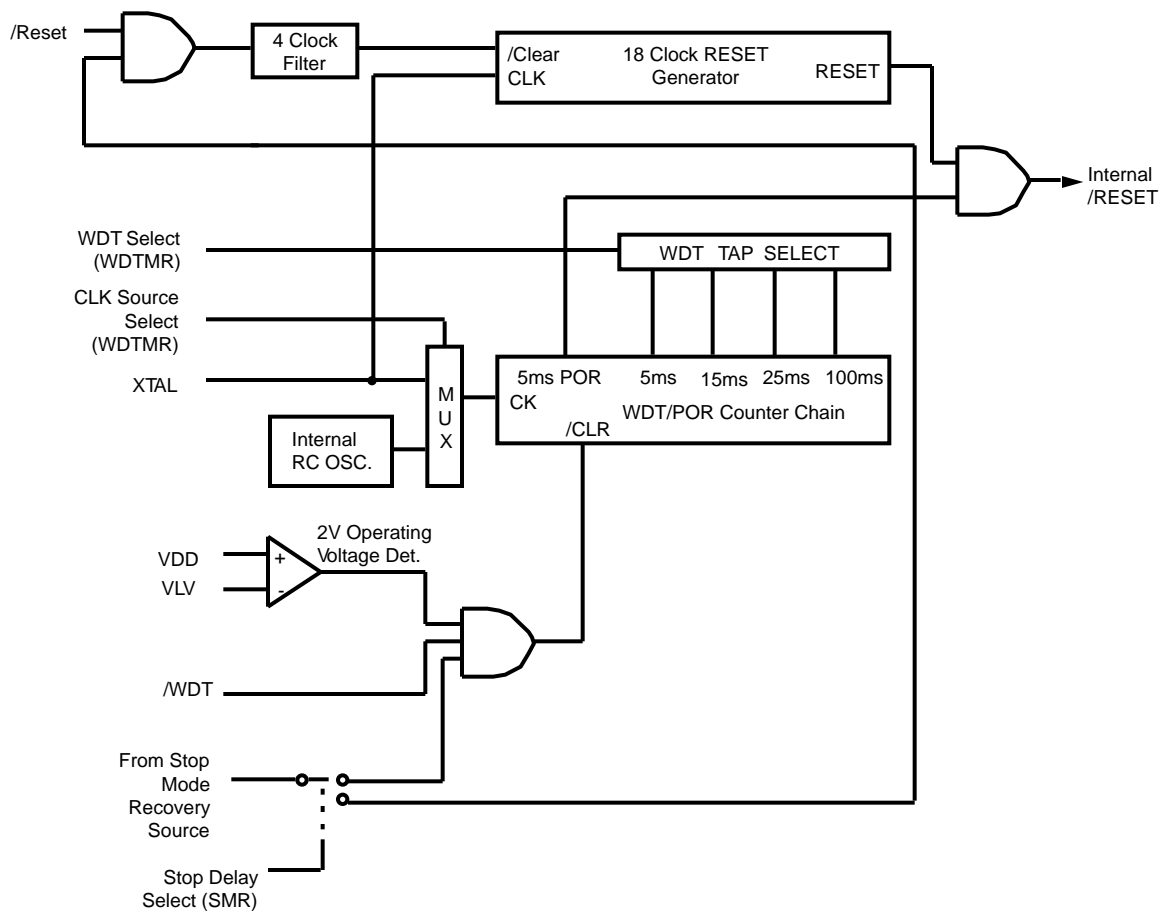 /Reset
4 Clock
Filter
/Clear
CLK
18 Clock RESET
Generator
RESET
Internal
/RESET
WDT Select
(WDTMR)
WDT TAP SELECT
CLK Source
Select
(WDTMR)
XTAL
M
U
X
5ms POR
5ms
15ms
25ms
100ms
CK
WDT/POR Counter Chain
/CLR
Internal
RC OSC.
2V Operating
Voltage Det.
VDD
+
VLV
-
/WDT
From Stop
Mode
Recovery
Source
Stop Delay
Select (SMR)